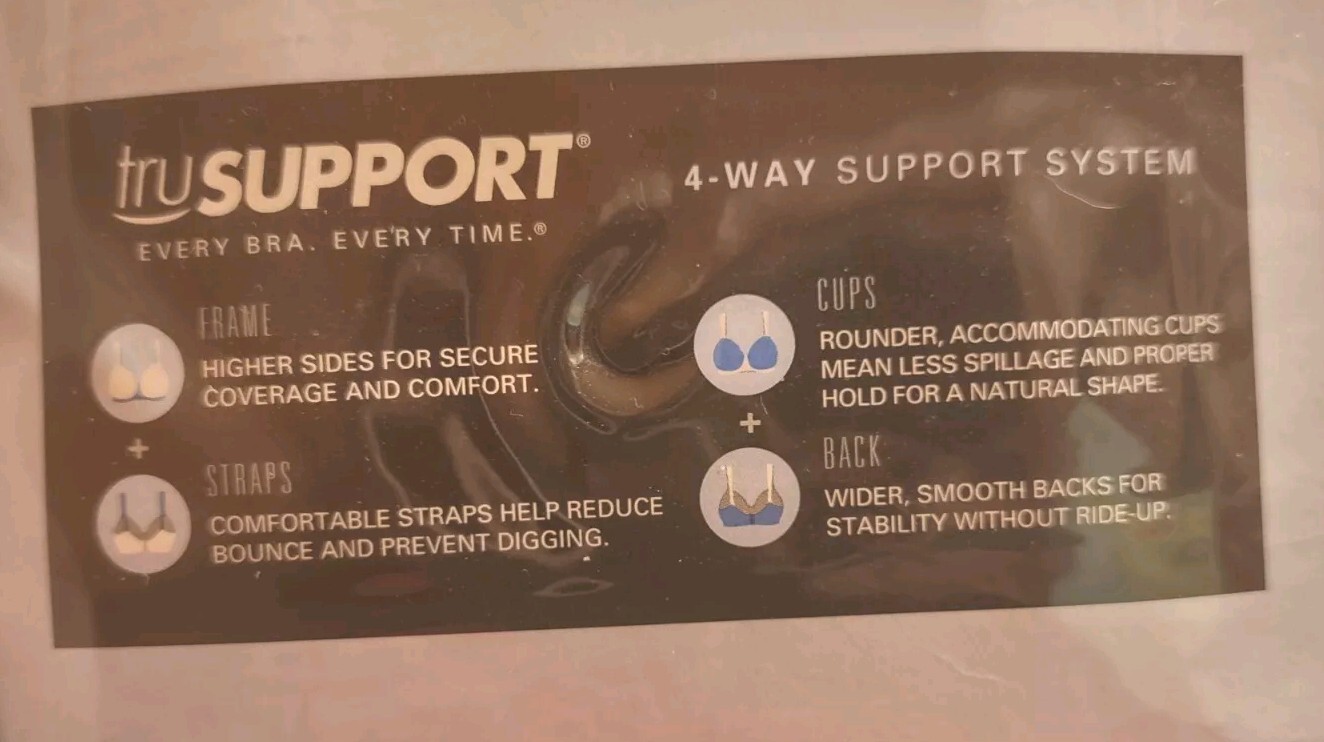 truSUPPORT®
EVERY BRA. EVERY TIME.®
4-WAY SUPPORT SYSTEM
FRAME
HIGHER SIDES FOR SECURE
COVERAGE AND COMFORT.
+
STRAPS
COMFORTABLE STRAPS HELP REDUCE
BOUNCE AND PREVENT DIGGING.
CUPS
ROUNDER, ACCOMMODATING CUPS
MEAN LESS SPILLAGE AND PROPER
HOLD FOR A NATURAL SHAPE.
+
BACK
WIDER, SMOOTH BACKS FOR
STABILITY WITHOUT RIDE-UP.